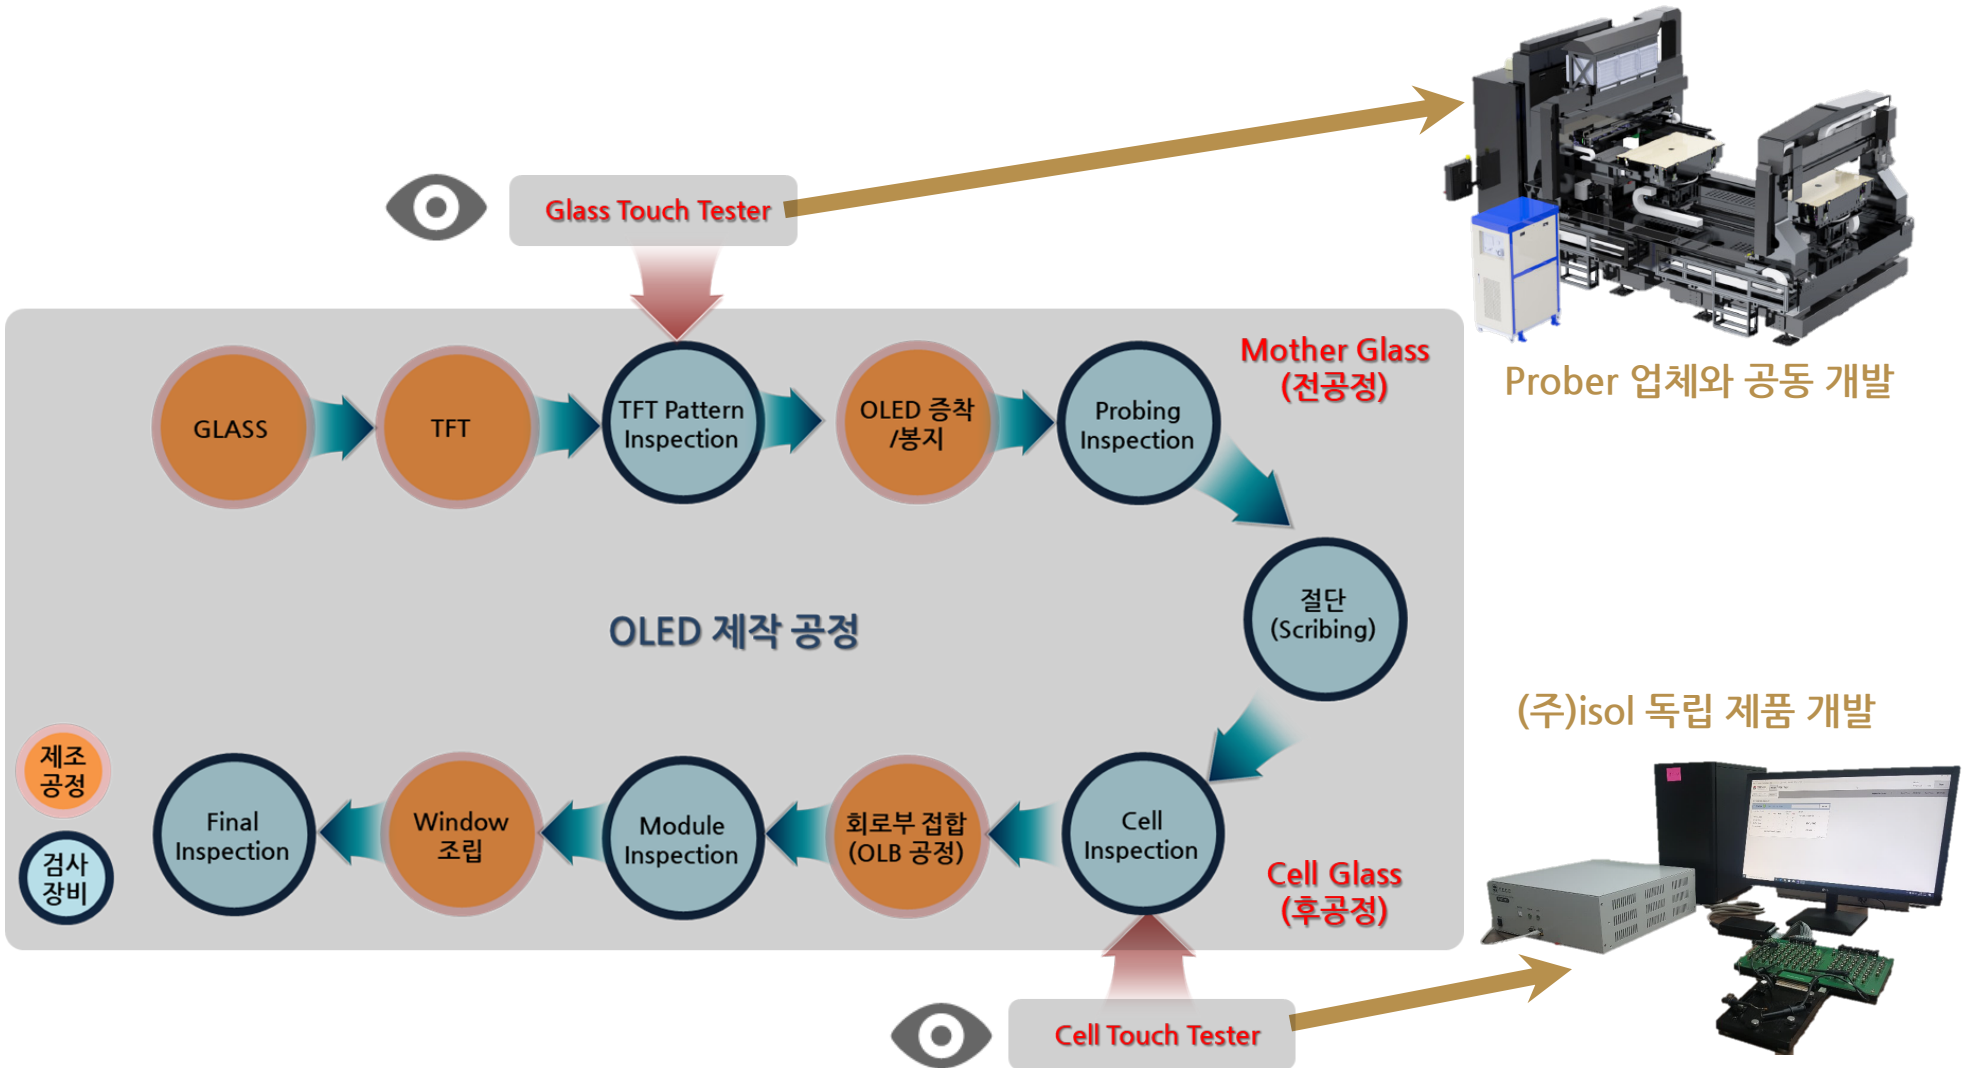 Glass Touch Tester
Prober 업체와 공동 개발
Mother Glass
(전공정)
GLASS
TFT
TFT Pattern
Inspection
OLED 증착
/봉지
Probing
Inspection
절단
(Scribing)
OLED 제작 공정
(주)isol 독립 제품 개발
제조
공정
검사
장비
Final
Inspection
Window
조립
Module
Inspection
회로부 접합
(OLB 공정)
Cell
Inspection
Cell Glass
(후공정)
Cell Touch Tester